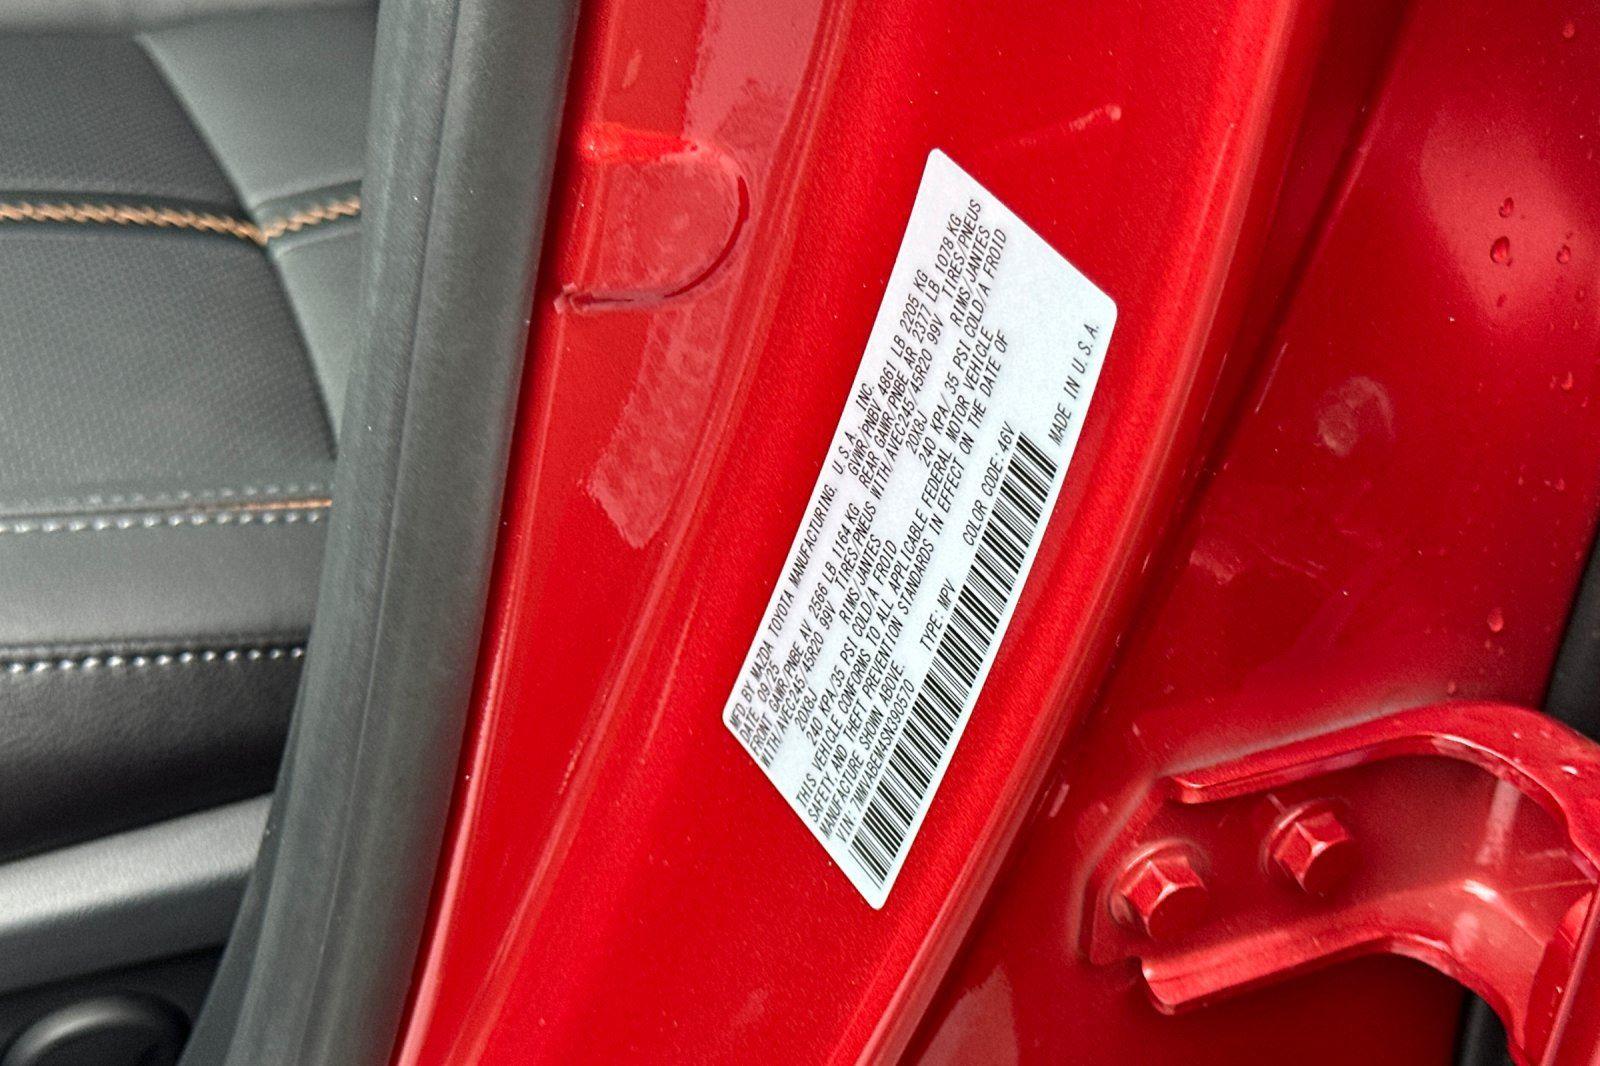 MFD. BY MAZDA TOYOTA MANUFACTURING, U.S.A., INC.
DATE: 09/25 GVWR/PNBV 4861 LB 2205 KG
FRONT GAWR/PNBE AV 2566 LB 1164 KG REAR GAWR/PNBE AR 2377 LB 1078 KG
WITH/AVEC245/45R20 99V TIRES/PNEUS WITH/AVEC245/45R20 99V TIRES/PNEUS
20X8J RIMS/JANTES 20X8J RIMS/JANTES
240 KPA/35 PSI COLD/A FROID 240 KPA/35 PSI COLD/A FROID
THIS VEHICLE CONFORMS TO ALL APPLICABLE FEDERAL MOTOR VEHICLE
SAFETY, AND THEFT PREVENTION STANDARDS IN EFFECT ON THE DATE OF
MANUFACTURE SHOWN ABOVE.
VIN: 7MMVABEM4SN390570 TYPE: MPV COLOR CODE: 46V
MADE IN U.S.A.